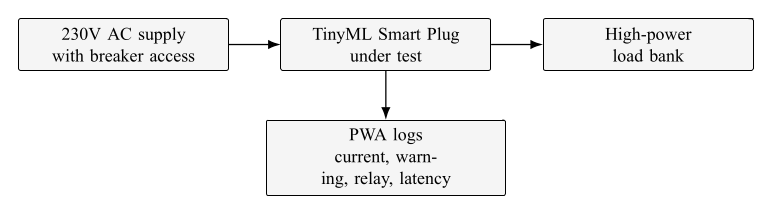 230V AC supply
with breaker access
TinyML Smart Plug
under test
High-power
load bank
PWA logs
current, warn-
ing, relay, latency